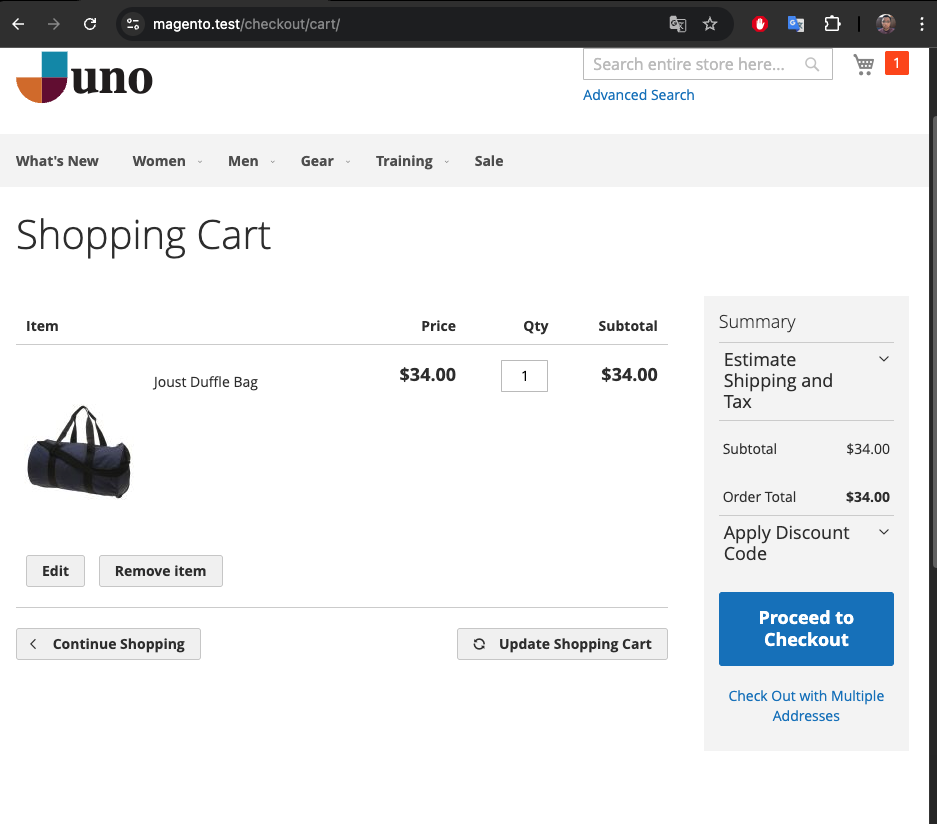 magento.test/checkout/cart/
uno
Search entire store here...
1
Advanced Search
What's New Women Men Gear Training Sale
Shopping Cart
Item Price Qty Subtotal
Joust Duffle Bag $34.00 1 $34.00
Edit Remove item
Continue Shopping Update Shopping Cart
Summary
Estimate
Shipping and
Tax
Subtotal $34.00
Order Total $34.00
Apply Discount
Code
Proceed to
Checkout
Check Out with Multiple
Addresses